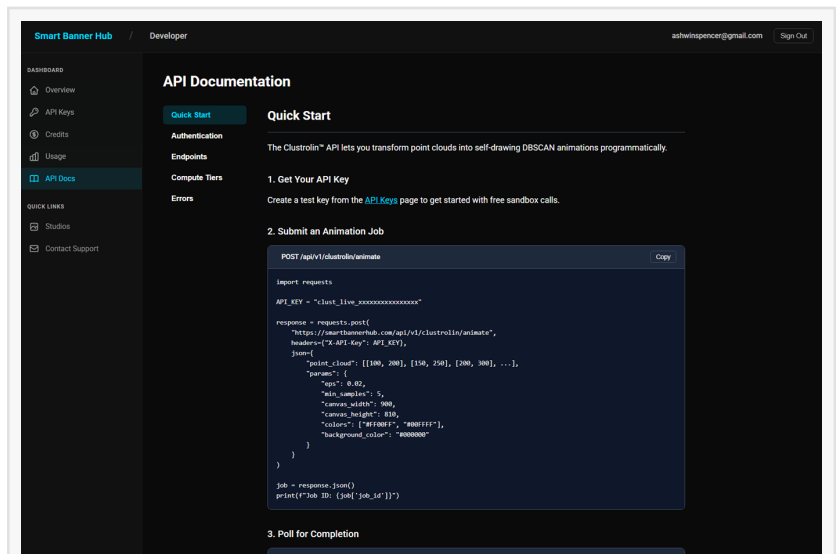 Smart Banner Hub / Developer
ashwinspencer@gmail.com Sign Out
DASHBOARD
Overview
API Keys
Credits
Usage
API Docs
QUICK LINKS
Studios
Contact Support
API Documentation
Quick Start
Authentication
Endpoints
Compute Tiers
Errors
Quick Start
The Clustrolin™ API lets you transform point clouds into self-drawing DBSCAN animations programmatically.
1. Get Your API Key
Create a test key from the API Keys page to get started with free sandbox calls.
2. Submit an Animation Job
POST /api/v1/clustrolin/animate Copy
import requests
API_KEY = "clust_live_xxxxxxxxxxxxxxxx"
response = requests.post(
"https://smartbannerhub.com/api/v1/clustrolin/animate",
headers={"X-API-Key": API_KEY},
json={
"point_cloud": [[100, 200], [150, 250], [200, 300], ...],
"params": {
"eps": 0.02,
"min_samples": 5,
"canvas_width": 900,
"canvas_height": 810,
"colors": ["#FF00FF", "#00FFFF"],
"background_color": "#000000"
}
}
)
job = response.json()
print(f"Job ID: {job['job_id']}")
3. Poll for Completion